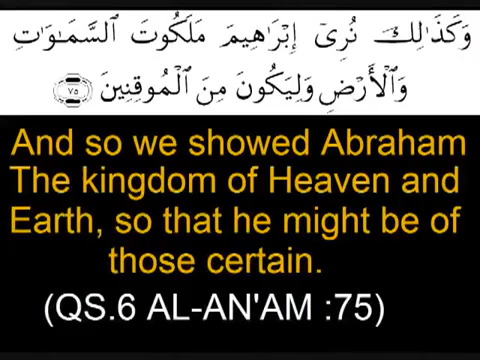 وَكَذَٰلِكَ نُرِىٓ إِبْرَٰهِيمَ مَلَكُوتَ ٱلسَّمَـٰوَٰتِ
وَٱلْأَرْضِ وَلِيَكُونَ مِنَ ٱلْمُوقِنِينَ ٧٥
And so we showed Abraham
The kingdom of Heaven and
Earth, so that he might be of
those certain.
(QS.6 AL-AN'AM :75)